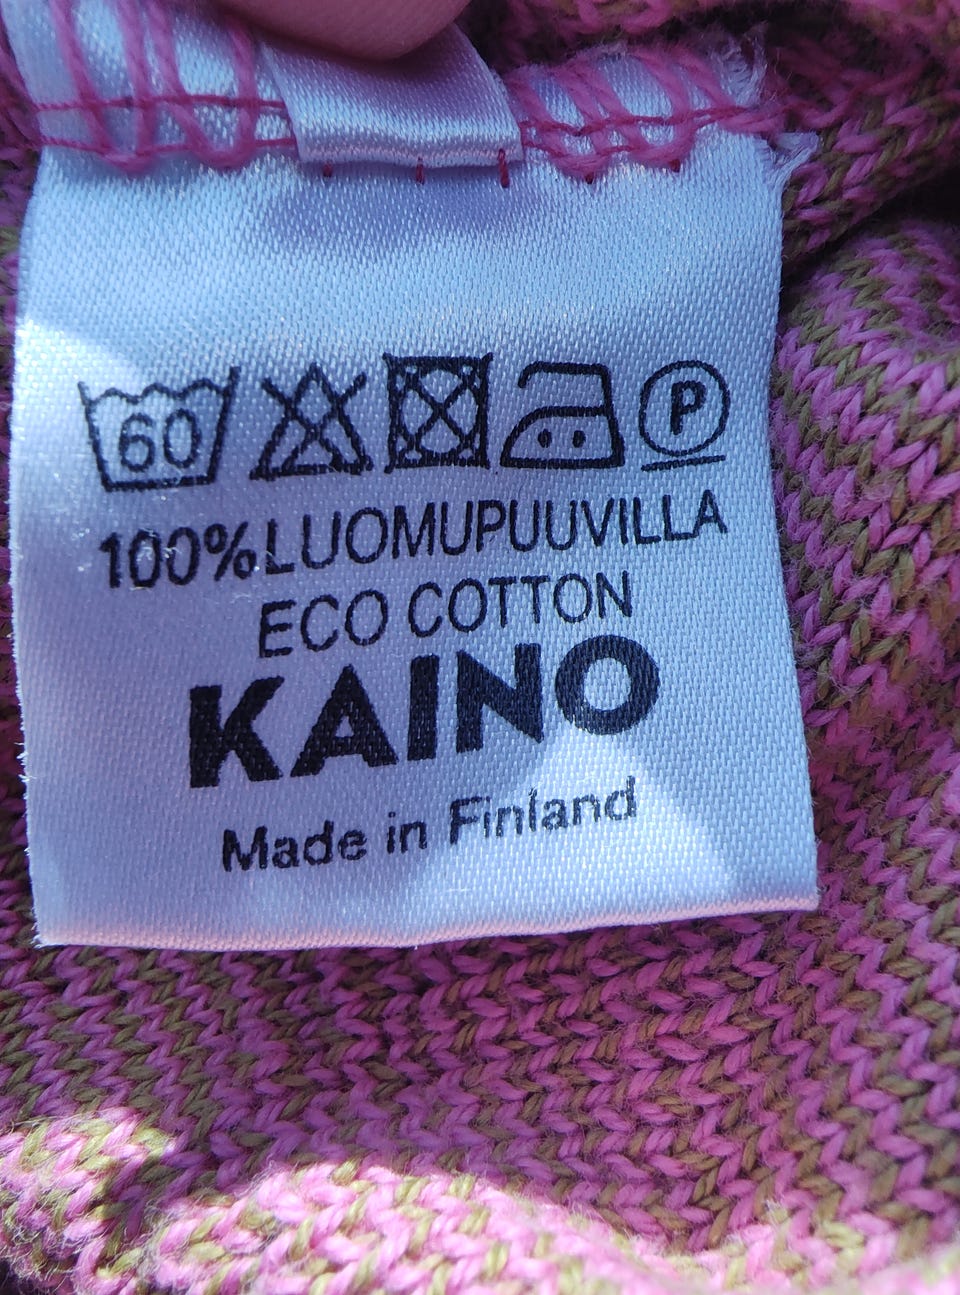 60 P
100% LUOMUPUUVILLA
ECO COTTON
KAINO
Made in Finland